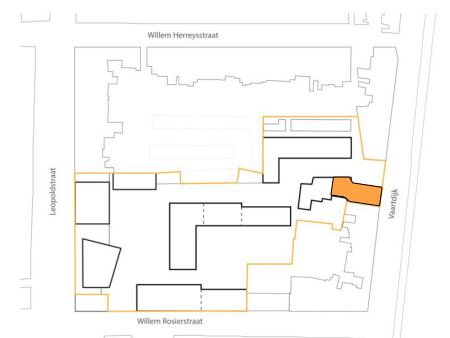 Willem Herreysstraat
Leopoldstraat
Vaartdijk
Willem Rosierstraat